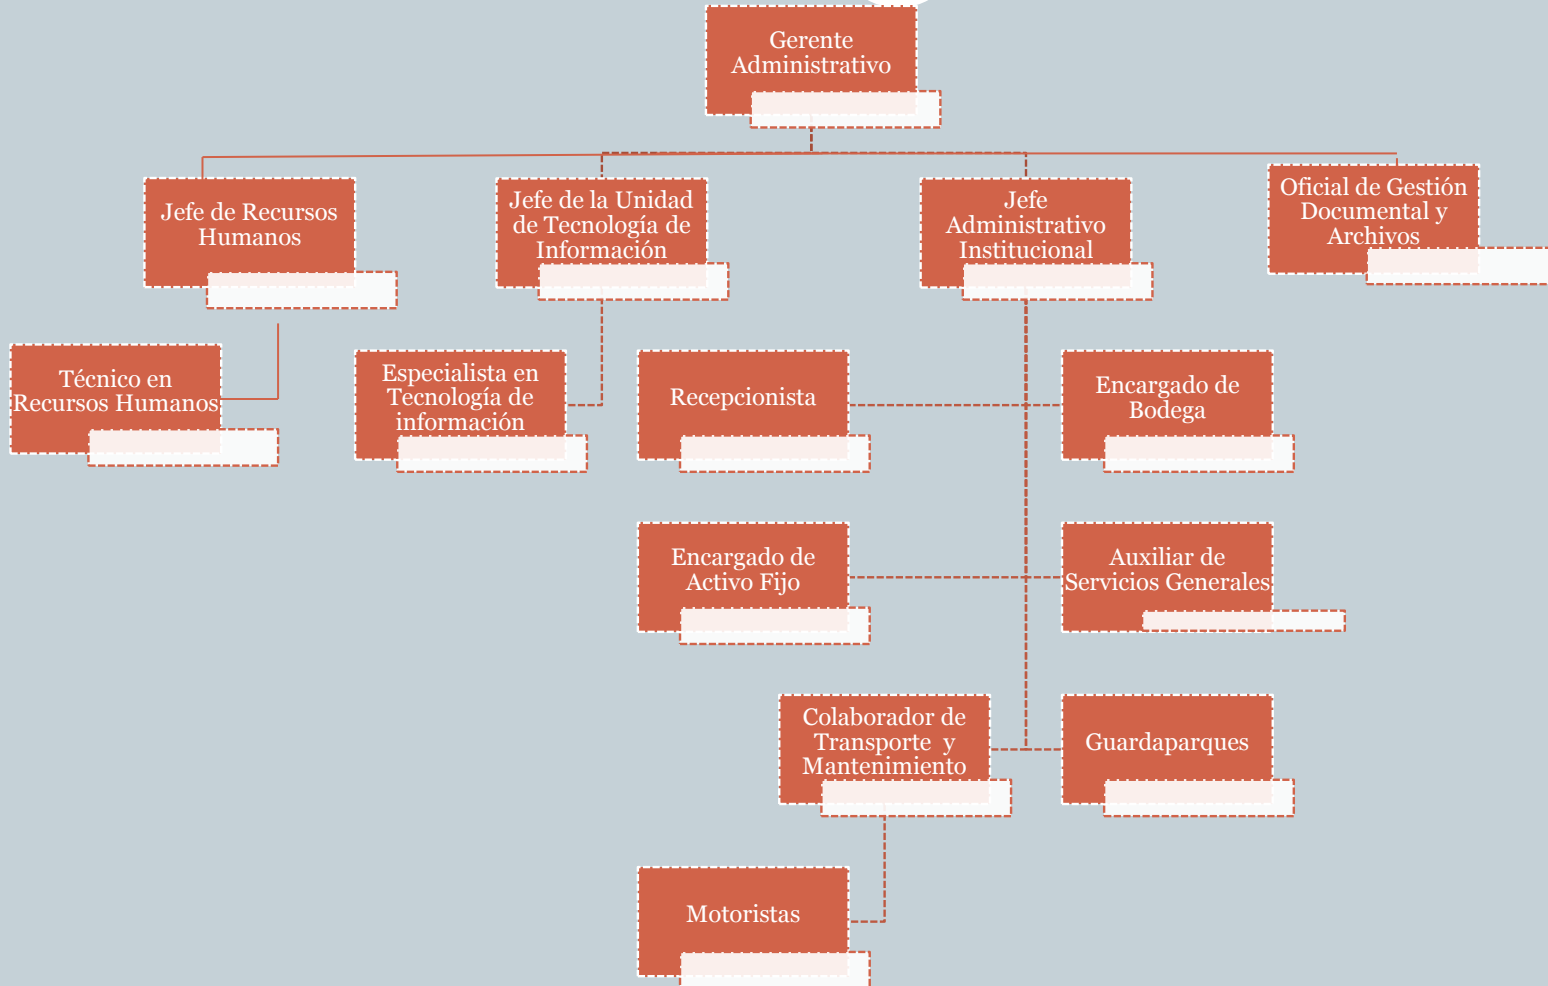 Gerente
Administrativo
Jefe de Recursos
Humanos
Jefe de la Unidad
de Tecnología de
Información
Jefe
Administrativo
Institucional
Oficial de Gestión
Documental y
Archivos
Técnico en
Recursos Humanos
Especialista en
Tecnología de
información
Recepcionista
Encargado de
Bodega
Encargado de
Activo Fijo
Auxiliar de
Servicios Generales
Colaborador de
Transporte y
Mantenimiento
Guardaparques
Motoristas